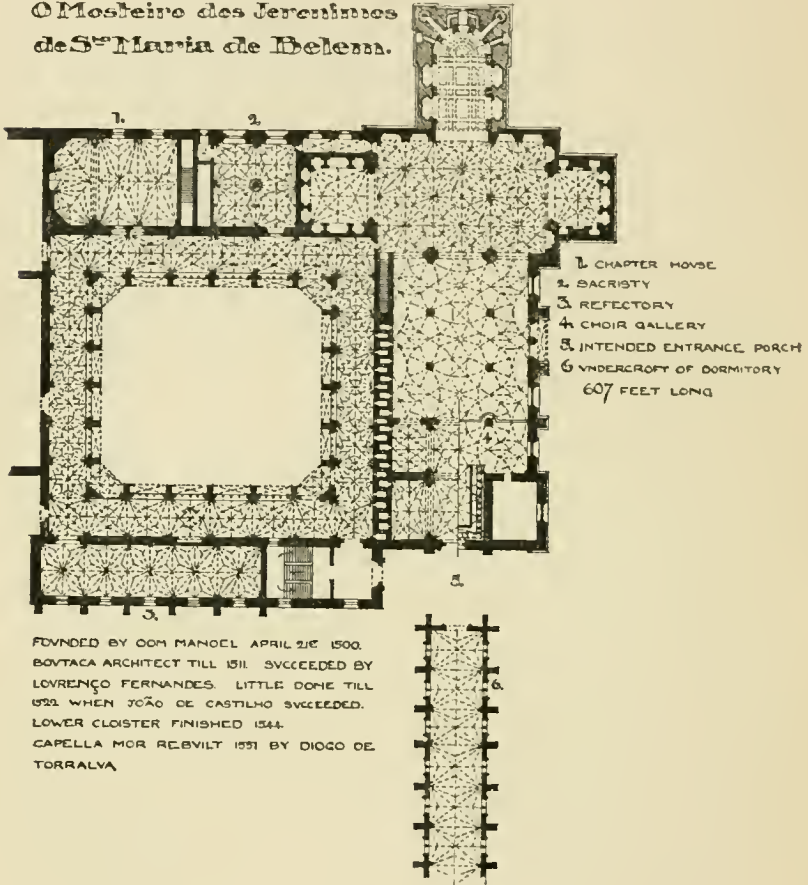 O Mosteiro dos Jeronimos
de Sta Maria de Belem.
1.
2.
1. CHAPTER HOVSE
2 SACRISTY
3. REFECTORY
4. CHOIR GALLERY
5. INTENDED ENTRANCE PORCH
6 VNDERCROFT OF DORMITORY
607 FEET LONG
5.
3.
6.
FOVNDED BY DOM MANOEL APRIL 21E 1500.
BOVTACA ARCHITECT TILL 1511. SVCCEEDED BY
LOVRENÇO FERNANDES. LITTLE DONE TILL
1522 WHEN JOÃO DE CASTILHO SVCCEEDED.
LOWER CLOISTER FINISHED 1544.
CAPELLA MOR REBVILT 1551 BY DIOGO DE
TORRALVA